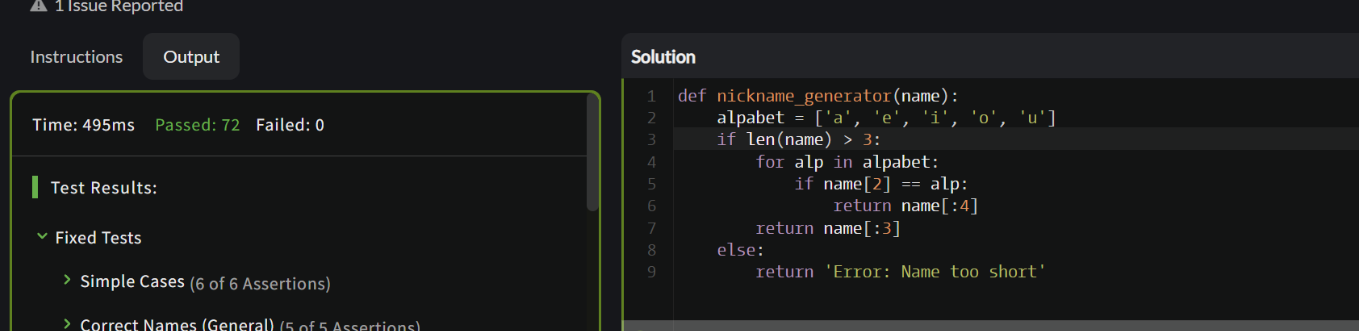 1 Issue Reported
Instructions
Output
Time: 495ms Passed: 72 Failed: 0
Test Results:
Fixed Tests
Simple Cases (6 of 6 Assertions)
Correct Names (General) (5 of 5 Assertions)
Solution
1 def nickname_generator(name):
2     alpabet = ['a', 'e', 'i', 'o', 'u']
3     if len(name) > 3:
4         for alp in alpabet:
5             if name[2] == alp:
6                 return name[:4]
7         return name[:3]
8     else:
9         return 'Error: Name too short'